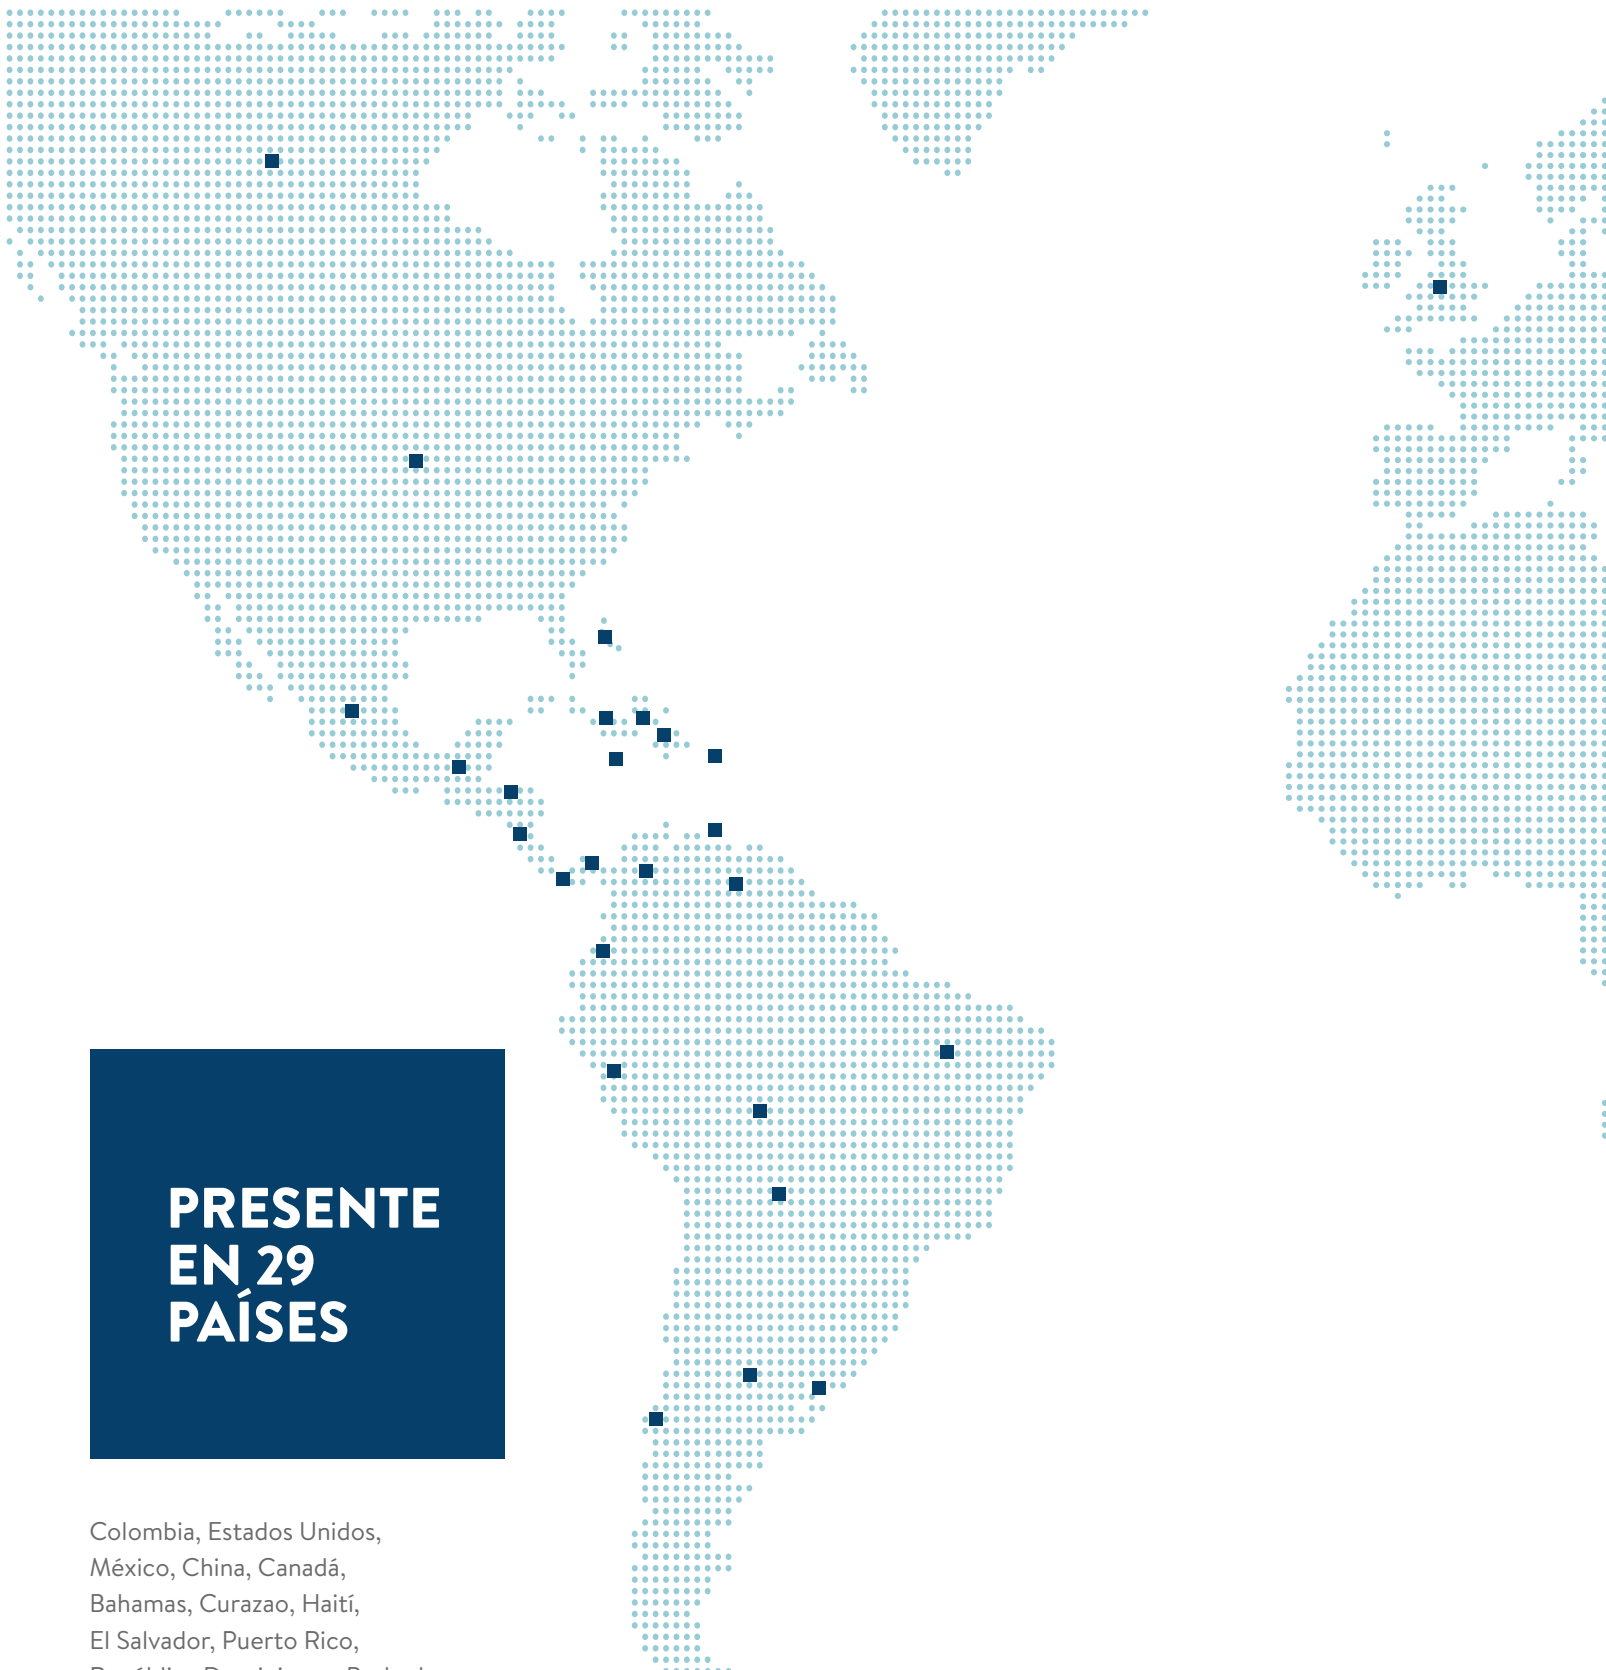 PRESENTE
EN 29
PAÍSES
Colombia, Estados Unidos,
México, China, Canadá,
Bahamas, Curazao, Haití,
El Salvador, Puerto Rico,